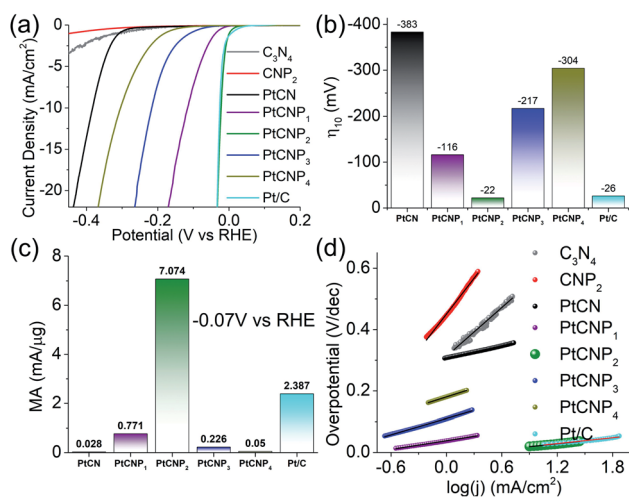 (a)
Current Density (mA/cm²)
0
-5
-10
-15
-20
-0.4 -0.2 0.0 0.2
Potential (V vs RHE)
C₃N₄
CNP₂
PtCN
PtCNP₁
PtCNP₂
PtCNP₃
PtCNP₄
Pt/C
(b)
η₁₀ (mV)
-400
-300
-200
-100
0
-383
-116
-22
-217
-304
-26
PtCN PtCNP₁ PtCNP₂ PtCNP₃ PtCNP₄ Pt/C
(c)
MA (mA/μg)
8
6
4
2
0
0.028
0.771
7.074
0.226
0.05
2.387
-0.07V vs RHE
PtCN PtCNP₁ PtCNP₂ PtCNP₃ PtCNP₄ Pt/C
(d)
Overpotential (V/dec)
0.6
0.4
0.2
0.0
-0.6 0.0 0.6 1.2 1.8
log(j) (mA/cm²)
C₃N₄
CNP₂
PtCN
PtCNP₁
PtCNP₂
PtCNP₃
PtCNP₄
Pt/C